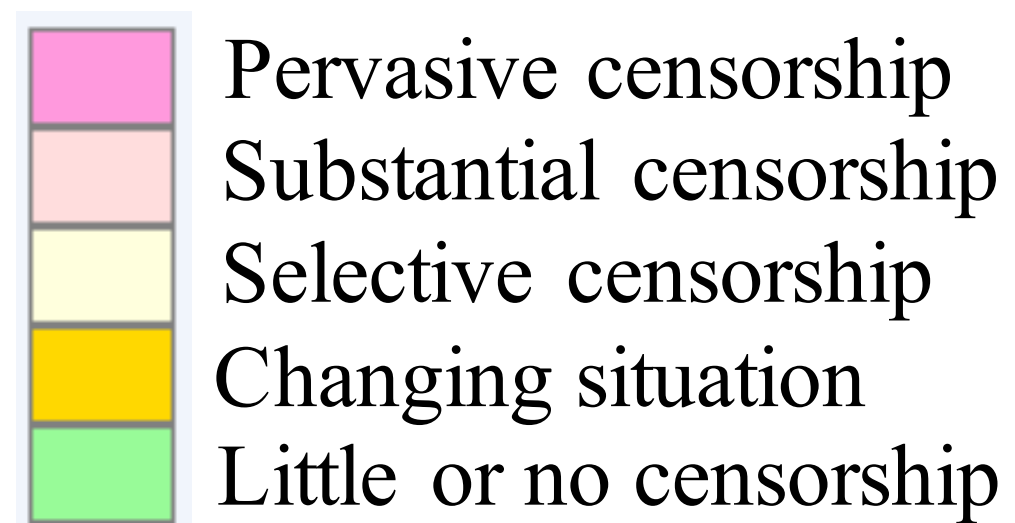 Pervasive censorship
Substantial censorship
Selective censorship
Changing situation
Little or no censorship